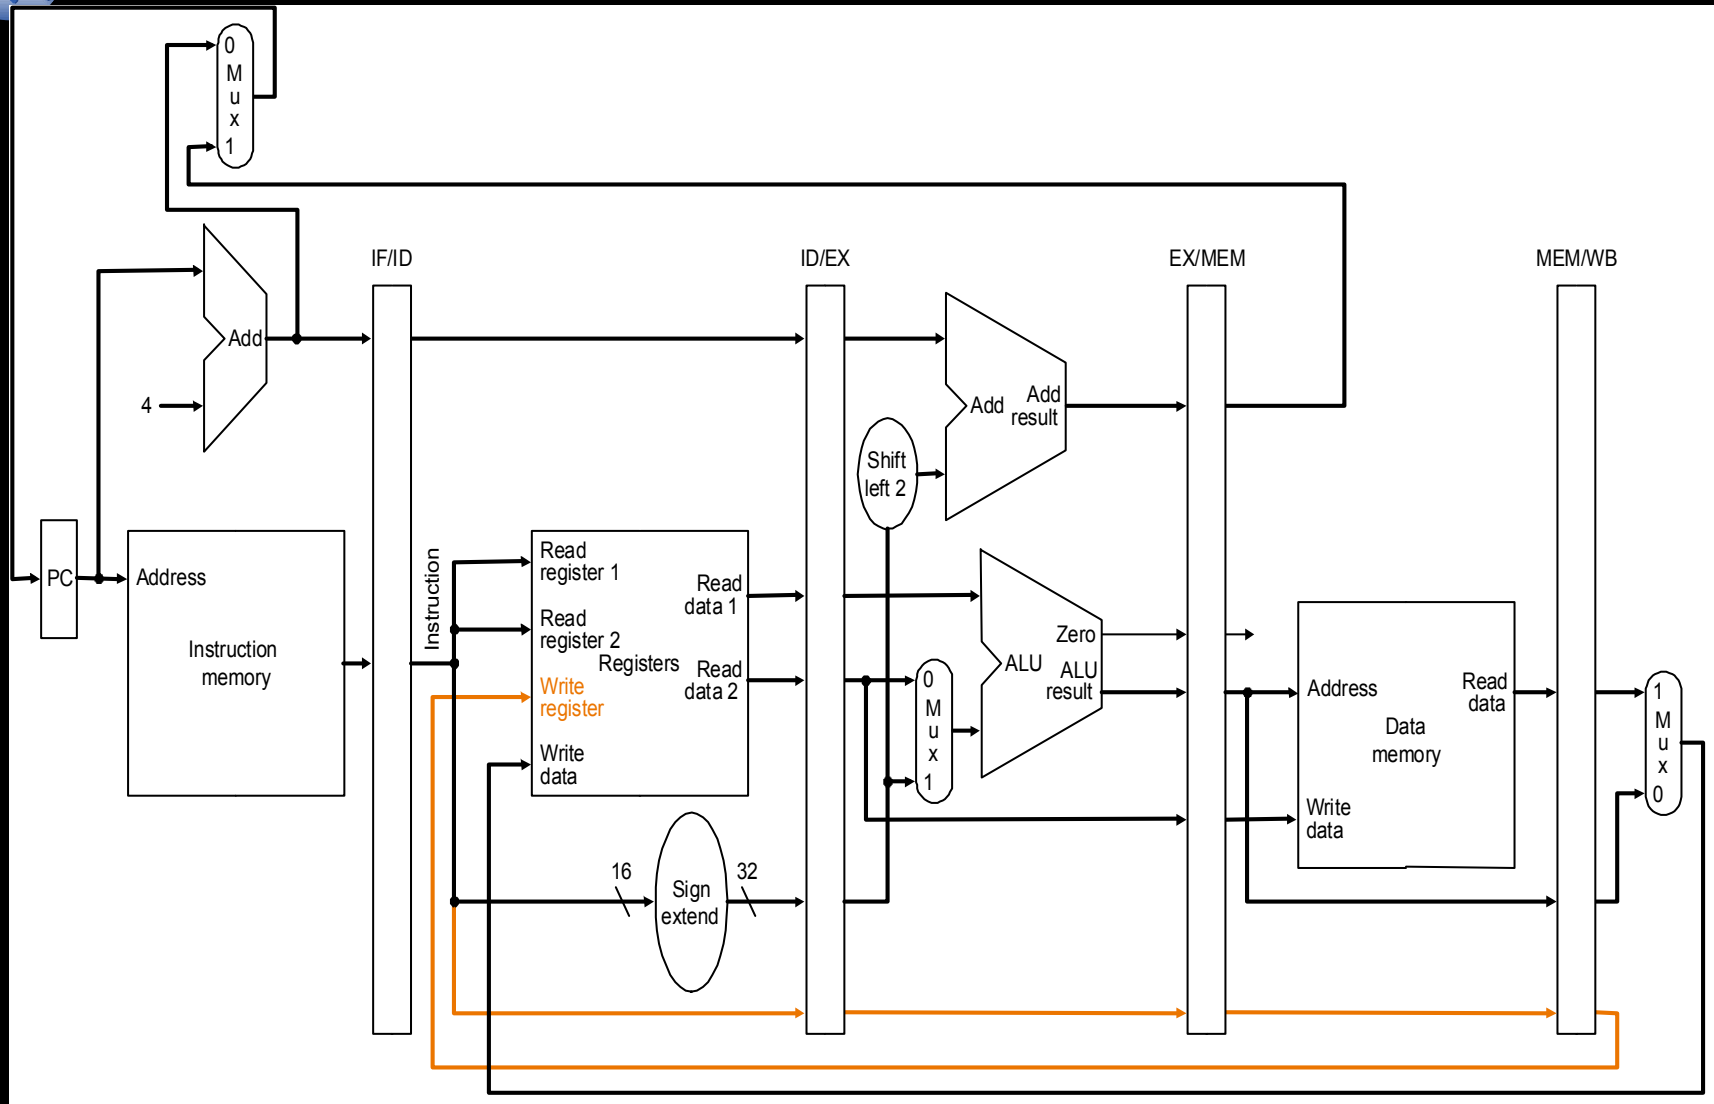 0
M
u
x
1
IF/ID
ID/EX
EX/MEM
MEM/WB
Add
4
Add
Add
result
Shift
left 2
PC
Address
Instruction
memory
Instruction
Read
register 1
Read
register 2
Write
register
Write
data
Registers
Read
data 1
Read
data 2
16
Sign
extend
32
0
M
u
x
1
Zero
ALU
ALU
result
Address
Read
data
Data
memory
Write
data
1
M
u
x
0